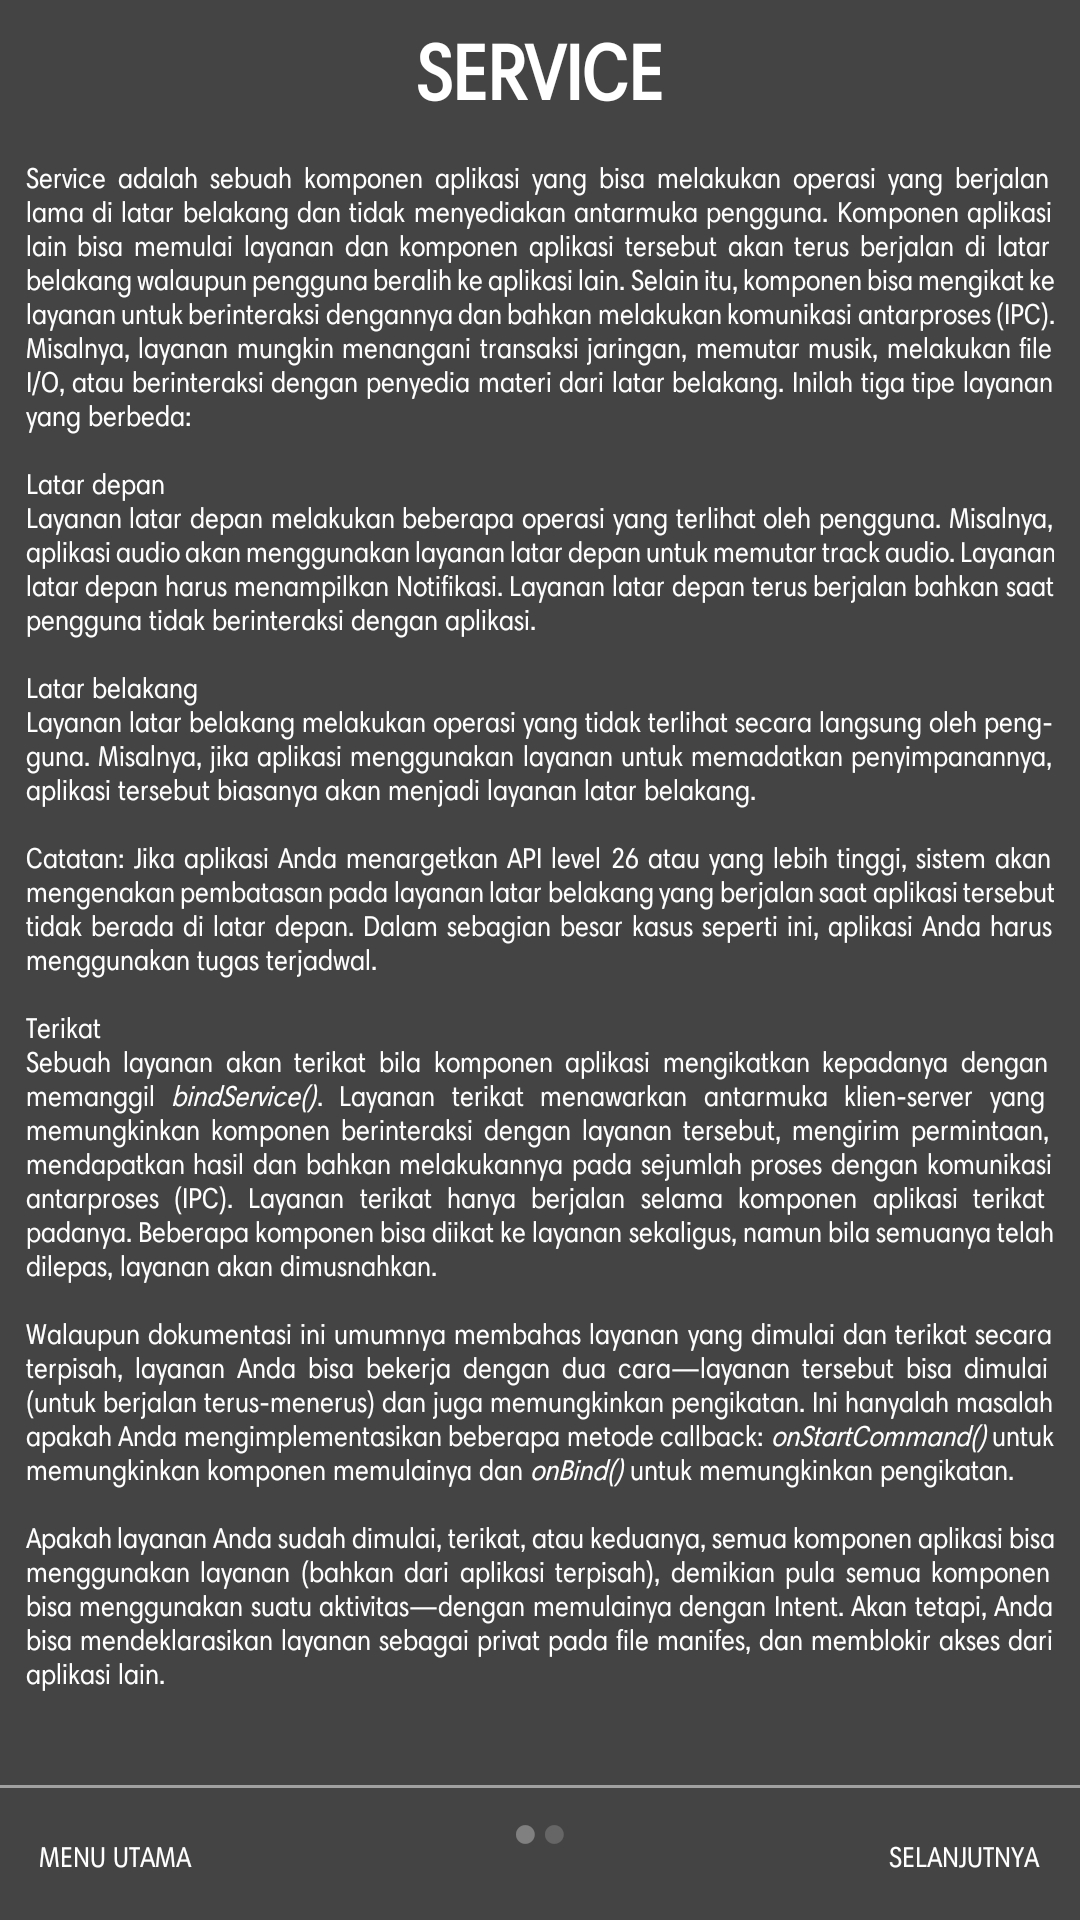 SERVICE
Service adalah sebuah komponen aplikasi yang bisa melakukan operasi yang berjalan
lama di latar belakang dan tidak menyediakan antarmuka pengguna. Komponen aplikasi
lain bisa memulai layanan dan komponen aplikasi tersebut akan terus berjalan di latar
belakang walaupun pengguna beralih ke aplikasi lain. Selain itu, komponen bisa mengikat ke
layanan untuk berinteraksi dengannya dan bahkan melakukan komunikasi antarproses (IPC).
Misalnya, layanan mungkin menangani transaksi jaringan, memutar musik, melakukan file
I/O, atau berinteraksi dengan penyedia materi dari latar belakang. Inilah tiga tipe layanan
yang berbeda:
Latar depan
Layanan latar depan melakukan beberapa operasi yang terlihat oleh pengguna. Misalnya,
aplikasi audio akan menggunakan layanan latar depan untuk memutar track audio. Layanan
latar depan harus menampilkan Notifikasi. Layanan latar depan terus berjalan bahkan saat
pengguna tidak berinteraksi dengan aplikasi.
Latar belakang
Layanan latar belakang melakukan operasi yang tidak terlihat secara langsung oleh peng-
guna. Misalnya, jika aplikasi menggunakan layanan untuk memadatkan penyimpanannya,
aplikasi tersebut biasanya akan menjadi layanan latar belakang.
Catatan: Jika aplikasi Anda menargetkan API level 26 atau yang lebih tinggi, sistem akan
mengenakan pembatasan pada layanan latar belakang yang berjalan saat aplikasi tersebut
tidak berada di latar depan. Dalam sebagian besar kasus seperti ini, aplikasi Anda harus
menggunakan tugas terjadwal.
Terikat
Sebuah layanan akan terikat bila komponen aplikasi mengikatkan kepadanya dengan
memanggil bindService(). Layanan terikat menawarkan antarmuka klien-server yang
memungkinkan komponen berinteraksi dengan layanan tersebut, mengirim permintaan,
mendapatkan hasil dan bahkan melakukannya pada sejumlah proses dengan komunikasi
antarproses (IPC). Layanan terikat hanya berjalan selama komponen aplikasi terikat
padanya. Beberapa komponen bisa diikat ke layanan sekaligus, namun bila semuanya telah
dilepas, layanan akan dimusnahkan.
Walaupun dokumentasi ini umumnya membahas layanan yang dimulai dan terikat secara
terpisah, layanan Anda bisa bekerja dengan dua cara—layanan tersebut bisa dimulai
(untuk berjalan terus-menerus) dan juga memungkinkan pengikatan. Ini hanyalah masalah
apakah Anda mengimplementasikan beberapa metode callback: onStartCommand() untuk
memungkinkan komponen memulainya dan onBind() untuk memungkinkan pengikatan.
Apakah layanan Anda sudah dimulai, terikat, atau keduanya, semua komponen aplikasi bisa
menggunakan layanan (bahkan dari aplikasi terpisah), demikian pula semua komponen
bisa menggunakan suatu aktivitas—dengan memulainya dengan Intent. Akan tetapi, Anda
bisa mendeklarasikan layanan sebagai privat pada file manifes, dan memblokir akses dari
aplikasi lain.
MENU UTAMA
SELANJUTNYA